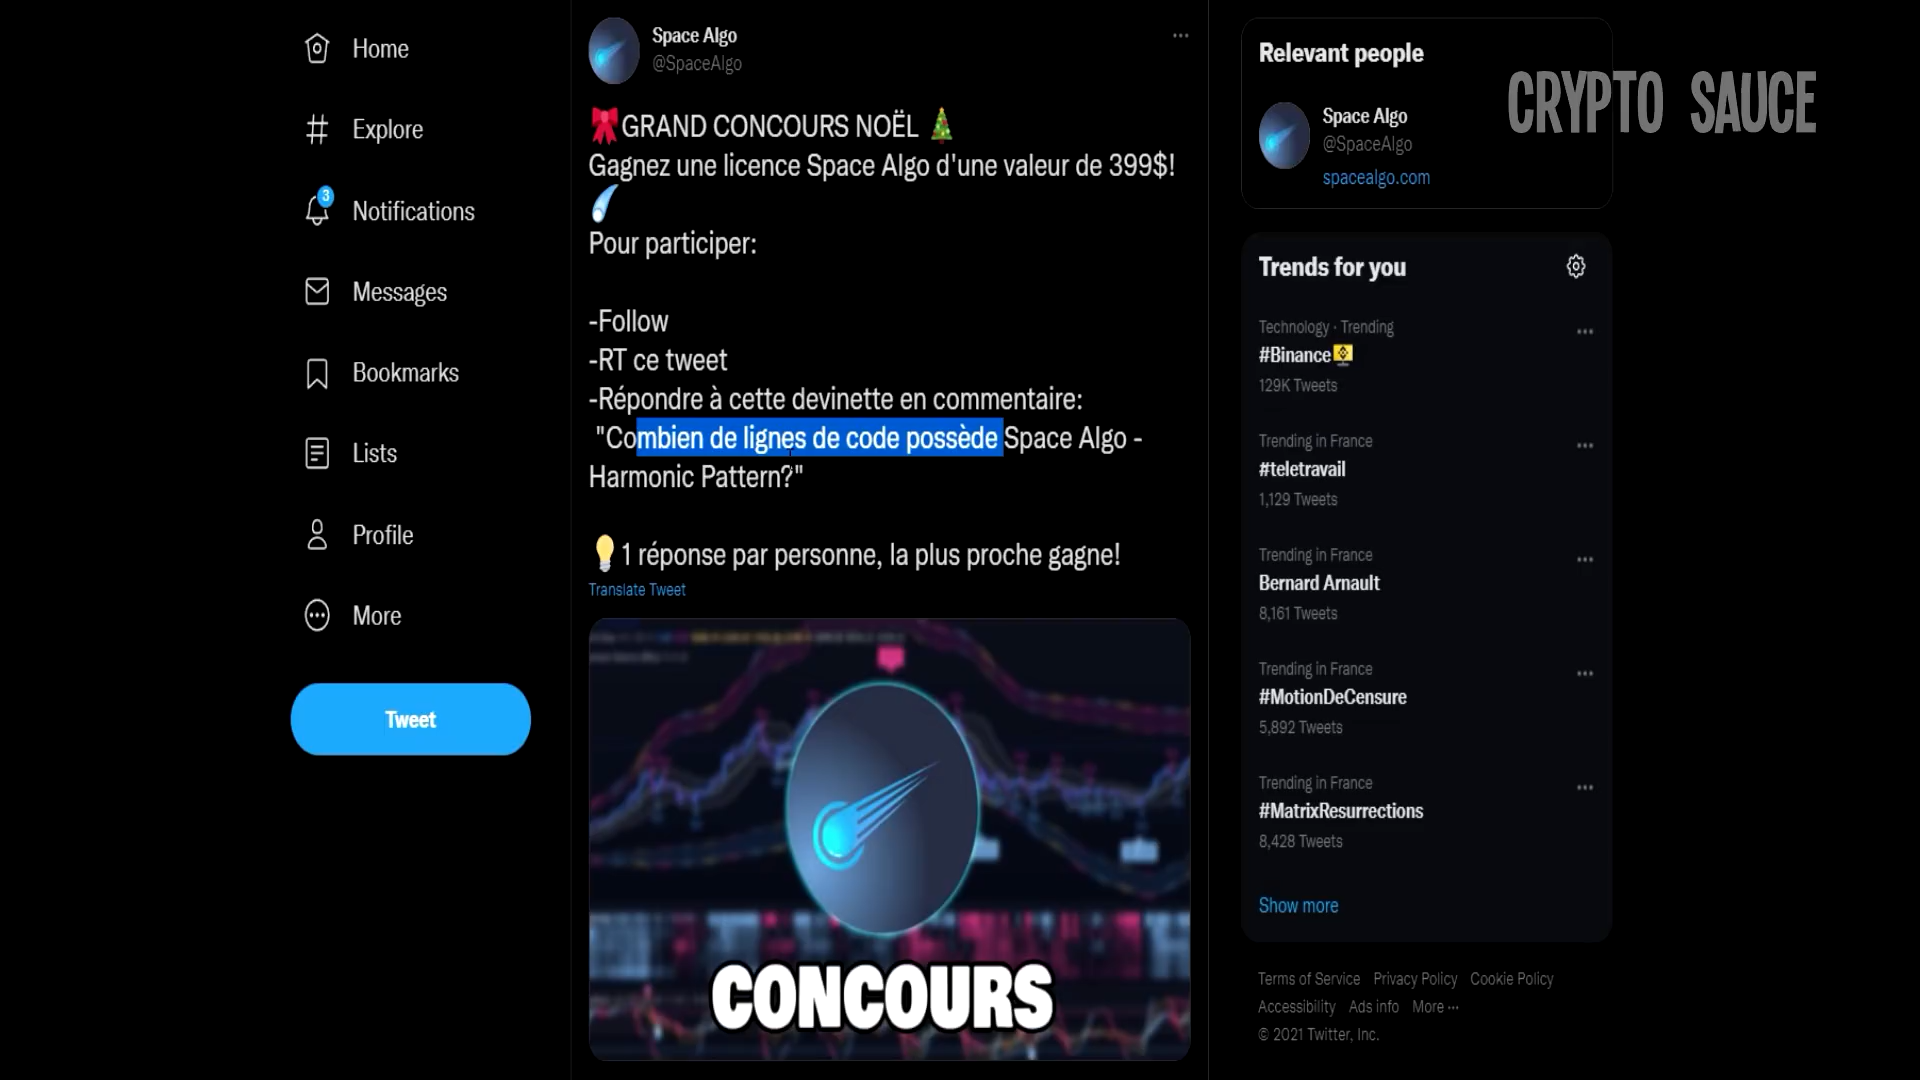 Home
Explore
3
Notifications
Messages
Bookmarks
Lists
Profile
More
Tweet
Space Algo
@SpaceAlgo
GRAND CONCOURS NOËL
Gagnez une licence Space Algo d'une valeur de 399$!
Pour participer:
-Follow
-RT ce tweet
-Répondre à cette devinette en commentaire:
"Combien de lignes de code possède Space Algo -
Harmonic Pattern?"
1 réponse par personne, la plus proche gagne!
Translate Tweet
CONCOURS
Relevant people
CRYPTO SAUCE
Space Algo
@SpaceAlgo
spacealgo.com
Trends for you
Technology · Trending
#Binance
129K Tweets
Trending in France
#teletravail
1,129 Tweets
Trending in France
Bernard Arnault
8,161 Tweets
Trending in France
#MotionDeCensure
5,892 Tweets
Trending in France
#MatrixResurrections
8,428 Tweets
Show more
Terms of Service Privacy Policy Cookie Policy
Accessibility Ads info More ···
© 2021 Twitter, Inc.